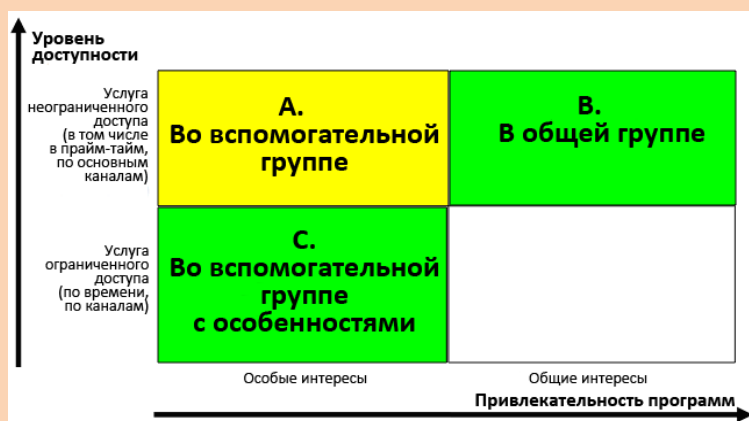 Уровень
доступности
Услуга
неограниченного
доступа
(в том числе
в прайм-тайм,
по основным
каналам)
A.
Во вспомогательной
группе
B.
В общей группе
Услуга
ограниченного
доступа
(по времени,
по каналам)
C.
Во вспомогательной
группе
с особенностями
Особые интересы
Общие интересы
Привлекательность программ